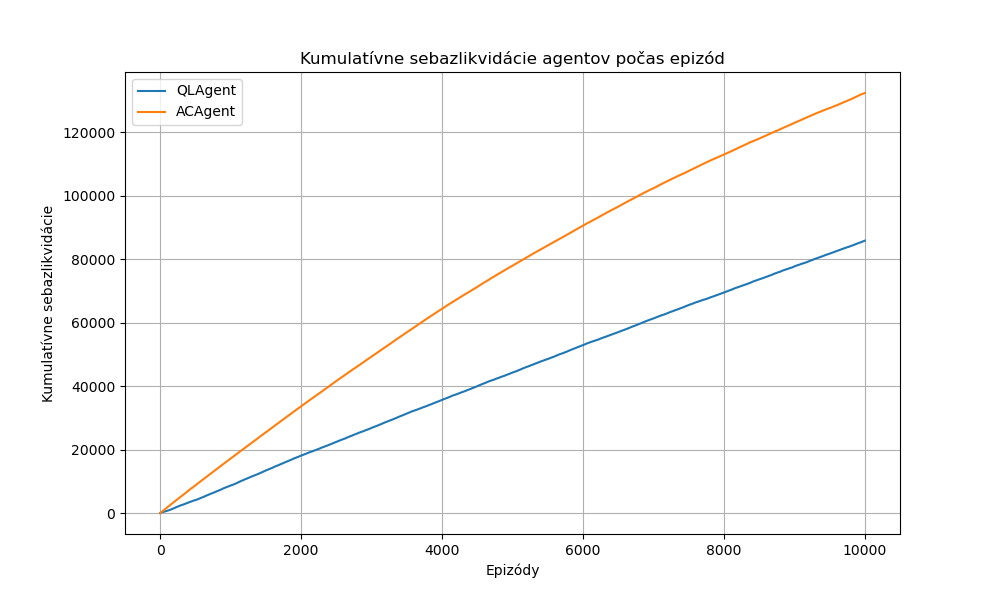 Kumulatívne sebazlikvidácie agentov počas epizód
QLAgent
ACAgent
Kumulatívne sebazlikvidácie
120000
100000
80000
60000
40000
20000
0
0 2000 4000 6000 8000 10000
Epizódy